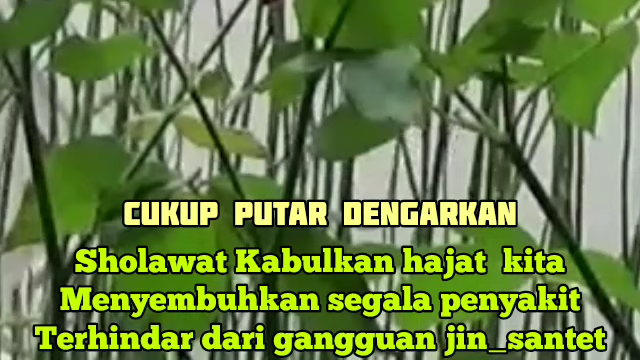 CUKUP PUTAR DENGARKAN
Sholawat Kabulkan hajat kita
Menyembuhkan segala penyakit
Terhindar dari gangguan jin_santet